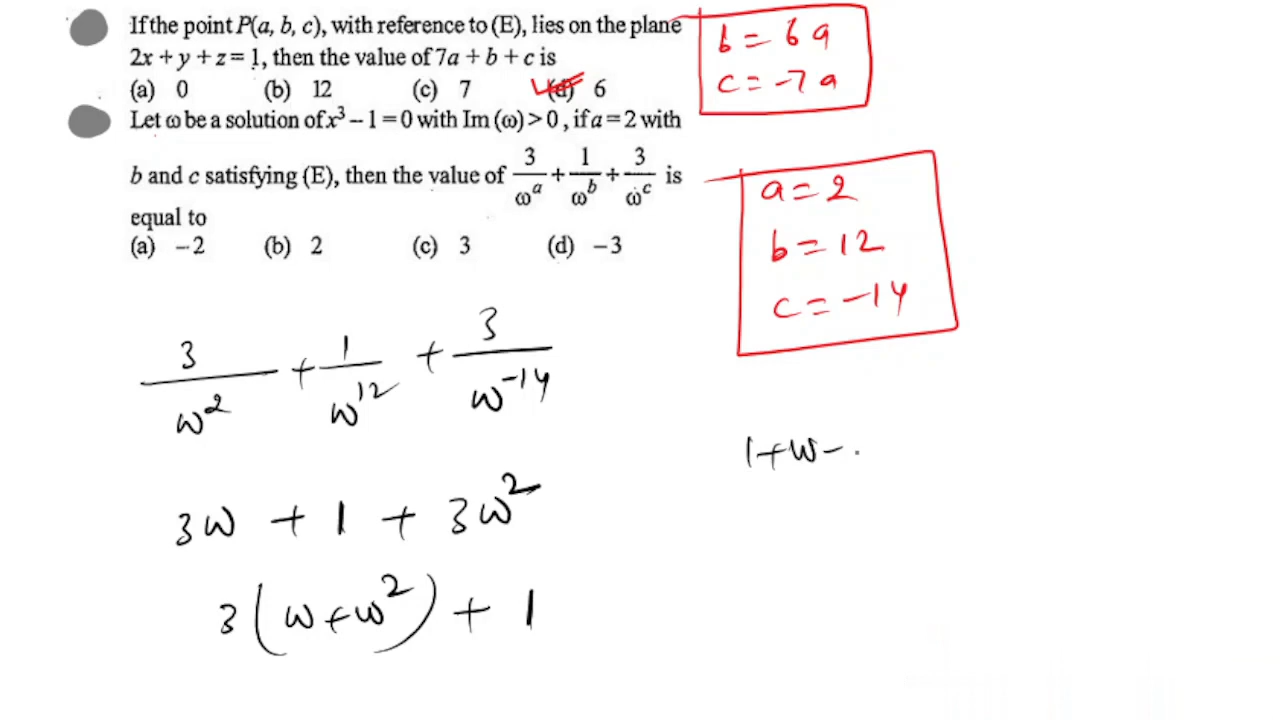 If the point P(a, b, c), with reference to (E), lies on the plane
2x + y + z = 1, then the value of 7a + b + c is
(a) 0 (b) 12 (c) 7 (d) 6
Let ω be a solution of x³ – 1 = 0 with Im (ω) > 0, if a = 2 with
b and c satisfying (E), then the value of 3/ω^a + 1/ω^b + 3/ω^c is
equal to
(a) –2 (b) 2 (c) 3 (d) –3
b = 6a
c = -7a
a = 2
b = 12
c = -14
3/ω² + 1/ω^12 + 3/ω^-14
3ω + 1 + 3ω²
3(ω+ω²) + 1
1+ω-